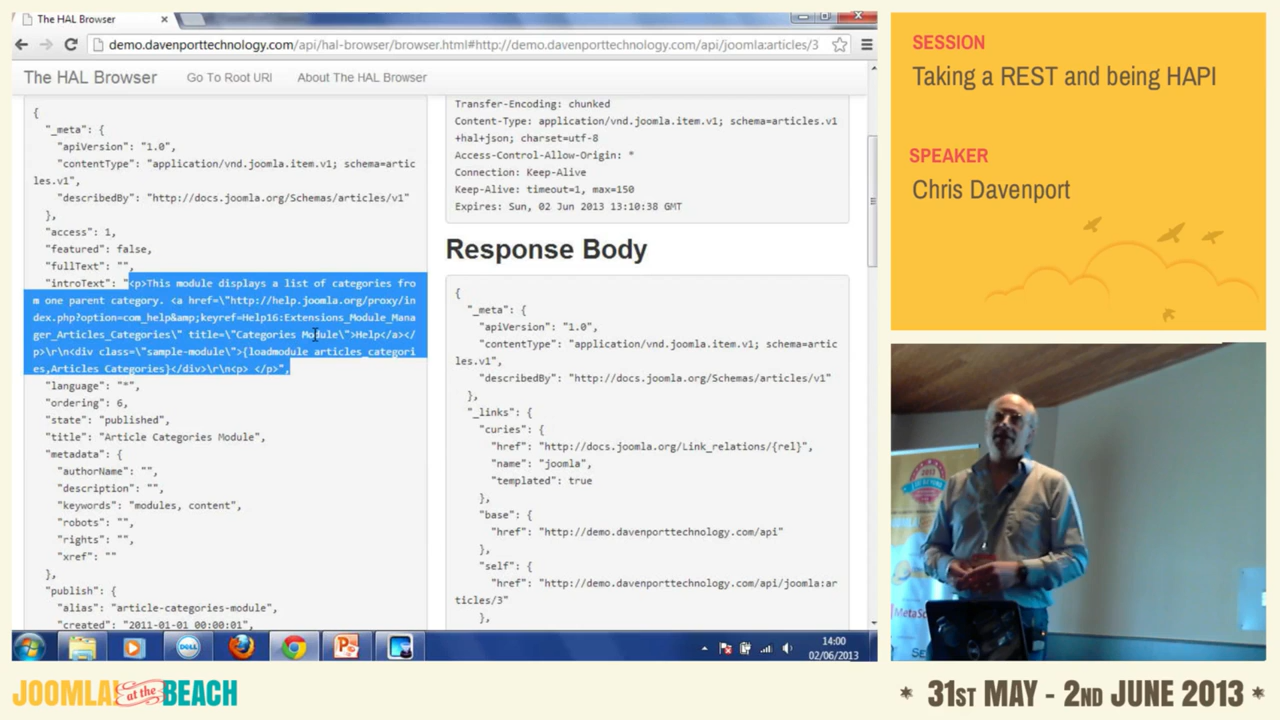 The HAL Browser
demo.davenporttechnology.com/api/hal-browser/browser.html#http://demo.davenporttechnology.com/api/joomla:articles/3
The HAL Browser Go To Root URI About The HAL Browser
{
"_meta": {
"apiVersion": "1.0",
"contentType": "application/vnd.joomla.item.v1; schema=artic
les.v1",
"describedBy": "http://docs.joomla.org/Schemas/articles/v1"
},
"access": 1,
"featured": false,
"fullText": "",
"introText": "<p>This module displays a list of categories fro
m one parent category. <a href=\"http://help.joomla.org/proxy/in
dex.php?option=com_help&amp;keyref=Help16:Extensions_Module_Mana
ger_Articles_Categories\" title=\"Categories Module\">Help</a></
p>\r\n<div class=\"sample-module\">{loadmodule articles_categori
es,Articles Categories}</div>\r\n<p> </p>",
"language": "*",
"ordering": 6,
"state": "published",
"title": "Article Categories Module",
"metadata": {
"authorName": "",
"description": "",
"keywords": "modules, content",
"robots": "",
"rights": "",
"xref": ""
},
"publish": {
"alias": "article-categories-module",
"created": "2011-01-01 00:00:01",
Transfer-Encoding: chunked
Content-Type: application/vnd.joomla.item.v1; schema=articles.v1
+hal+json; charset=utf-8
Access-Control-Allow-Origin: *
Connection: Keep-Alive
Keep-Alive: timeout=1, max=150
Expires: Sun, 02 Jun 2013 13:10:38 GMT
Response Body
{
"_meta": {
"apiVersion": "1.0",
"contentType": "application/vnd.joomla.item.v1; schema=artic
les.v1",
"describedBy": "http://docs.joomla.org/Schemas/articles/v1"
},
"_links": {
"curies": {
"href": "http://docs.joomla.org/Link_relations/{rel}",
"name": "joomla",
"templated": true
},
"base": {
"href": "http://demo.davenporttechnology.com/api"
},
"self": {
"href": "http://demo.davenporttechnology.com/api/joomla:ar
ticles/3"
},
DELL
14:00
02/06/2013
SESSION
Taking a REST and being HAPI
SPEAKER
Chris Davenport
2013
MetaSc
JOOMLA! at the BEACH
* 31ST MAY - 2ND JUNE 2013 *